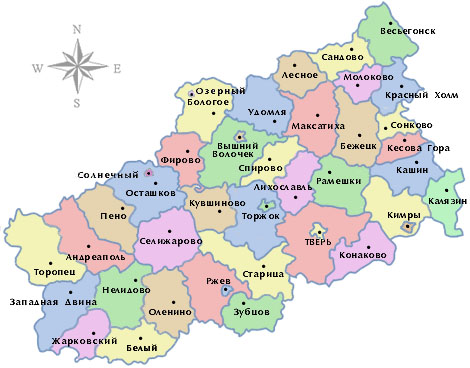 Весьегонск
N
Сандово
W
E
Лесное
Молоково
S
Озерный
Красный Холм
Бологое
Удомля
Максатиха
Сонково
Вышний
Волочек
Бежецк
Кесова Гора
Фирово
Спирово
Кашин
Солнечный
Осташков
Лихославль
Рамешки
Калязин
Кувшиново
Торжок
Пено
Кимры
Селижарово
ТВЕРЬ
Андреаполь
Конаково
Торопец
Старица
Западная Двина
Нелидово
Ржев
Оленино
Зубцов
Жарковский
Белый